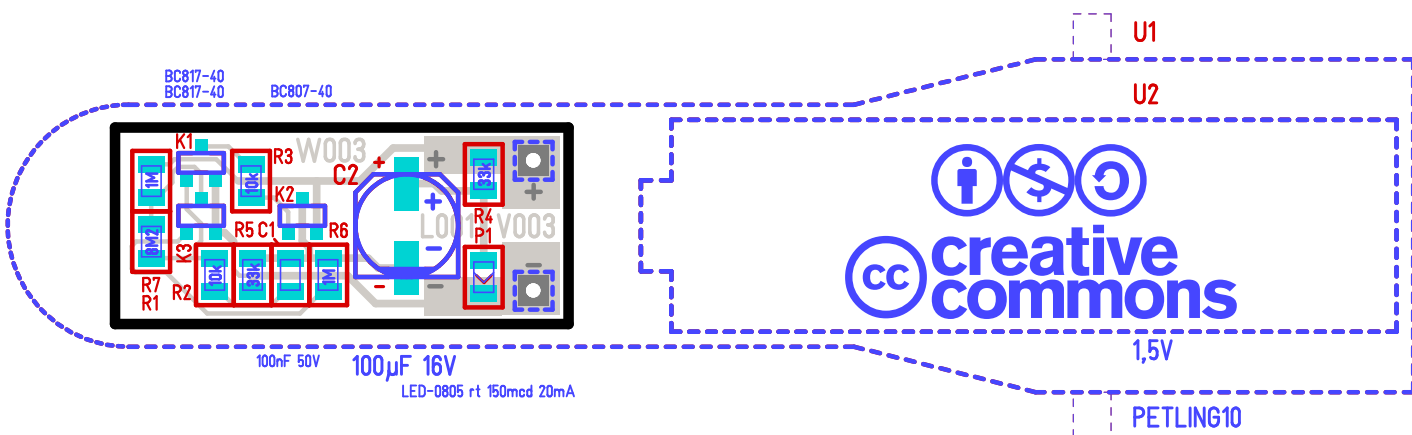 U1
BC817-40
BC817-40
BC807-40
U2
K1
R3
W003
C2
+
+
1M
10k
33k
K2
+
+
R4
L001
V003
P1
8M2
K3
R5
C1
R6
-
-
10k
33k
1M
-
-
R7
R1
R2
cc
creative
commons
1,5V
100nF 50V
100µF 16V
LED-0805 rt 150mcd 20mA
PETLING10